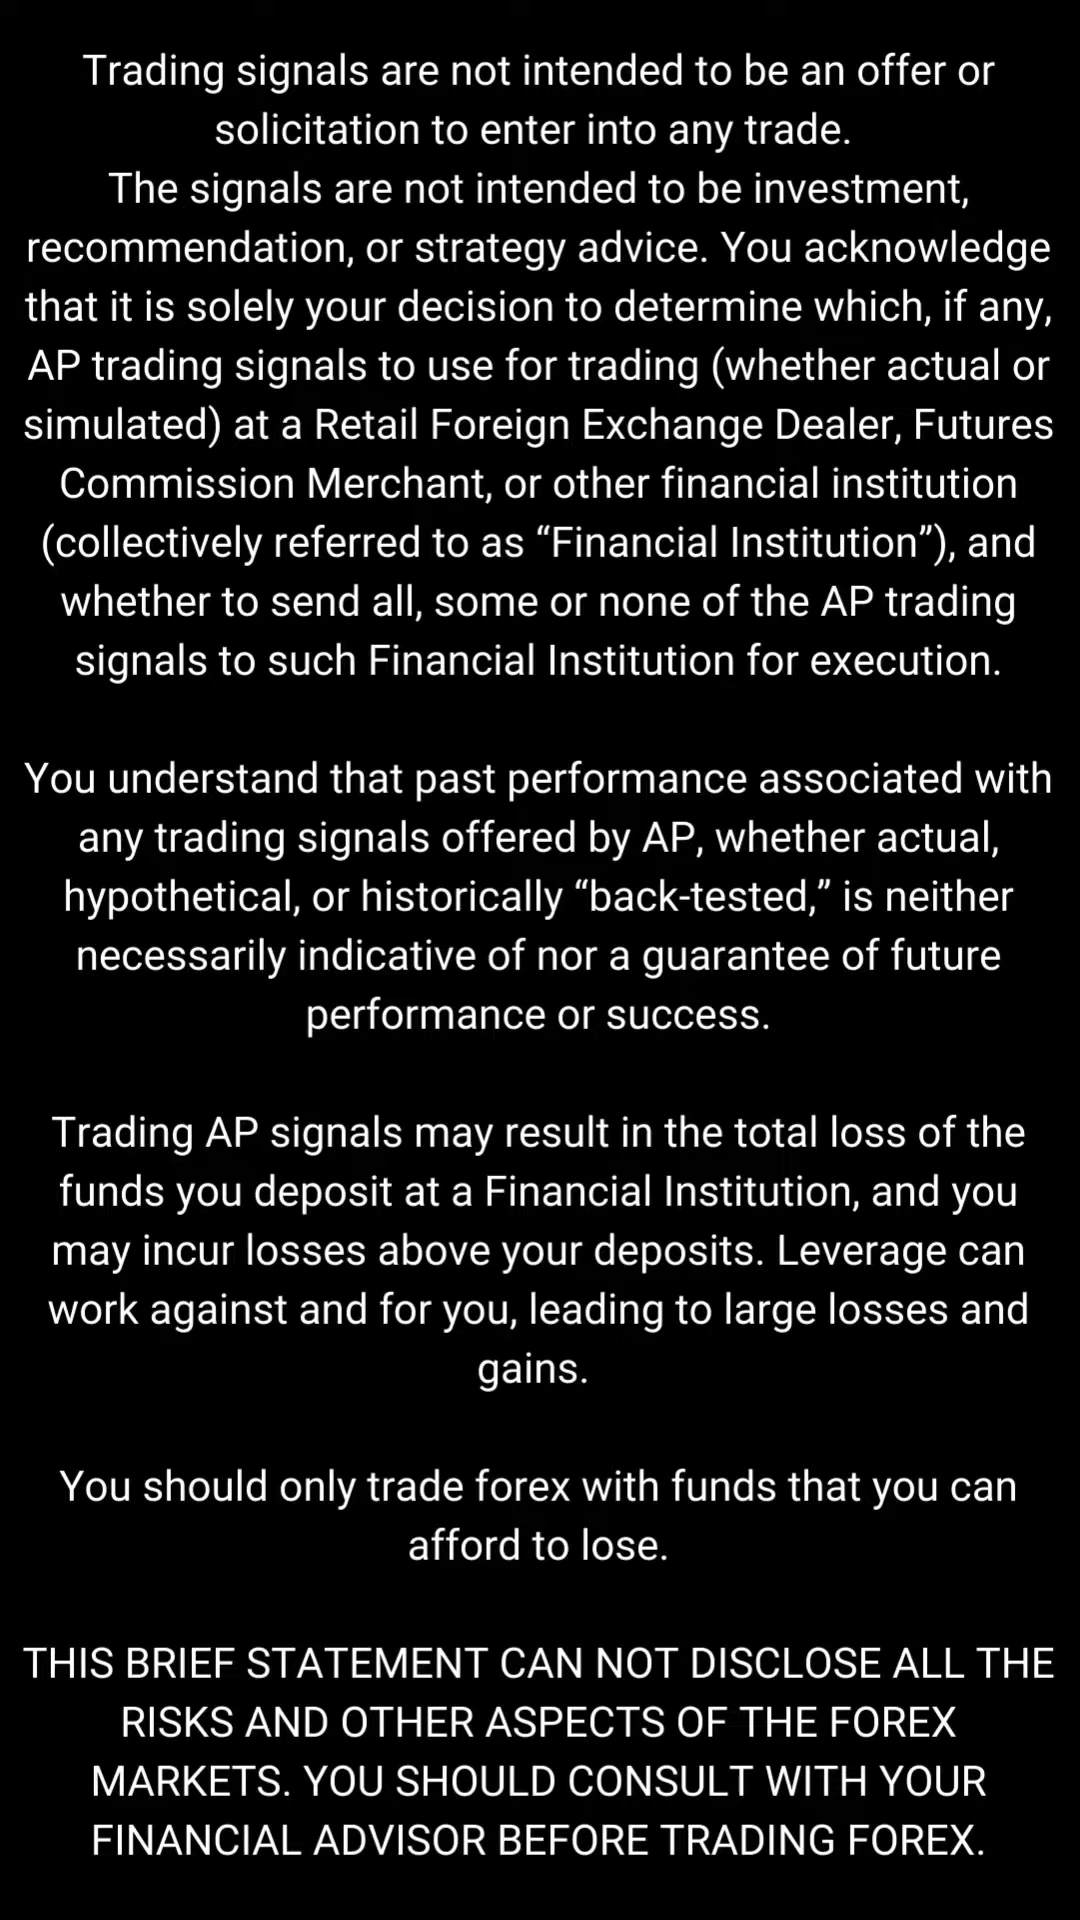 Trading signals are not intended to be an offer or
solicitation to enter into any trade.
The signals are not intended to be investment,
recommendation, or strategy advice. You acknowledge
that it is solely your decision to determine which, if any,
AP trading signals to use for trading (whether actual or
simulated) at a Retail Foreign Exchange Dealer, Futures
Commission Merchant, or other financial institution
(collectively referred to as “Financial Institution”), and
whether to send all, some or none of the AP trading
signals to such Financial Institution for execution.
You understand that past performance associated with
any trading signals offered by AP, whether actual,
hypothetical, or historically “back-tested,” is neither
necessarily indicative of nor a guarantee of future
performance or success.
Trading AP signals may result in the total loss of the
funds you deposit at a Financial Institution, and you
may incur losses above your deposits. Leverage can
work against and for you, leading to large losses and
gains.
You should only trade forex with funds that you can
afford to lose.
THIS BRIEF STATEMENT CAN NOT DISCLOSE ALL THE
RISKS AND OTHER ASPECTS OF THE FOREX
MARKETS. YOU SHOULD CONSULT WITH YOUR
FINANCIAL ADVISOR BEFORE TRADING FOREX.